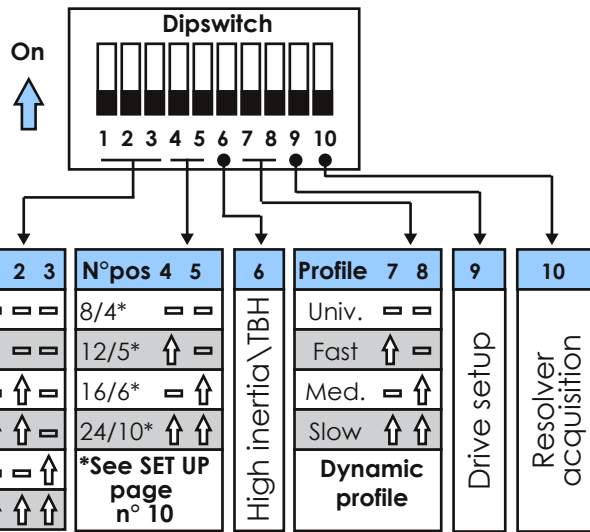 Dipswitch
On
1 2 3 4 5 6 7 8 9 10
2 3
N°pos 4 5
8/4*
12/5*
16/6*
24/10*
*See SET UP
page
n° 10
6
High inertia\TBH
Profile 7 8
Univ.
Fast
Med.
Slow
Dynamic
profile
9
Drive setup
10
Resolver
acquisition